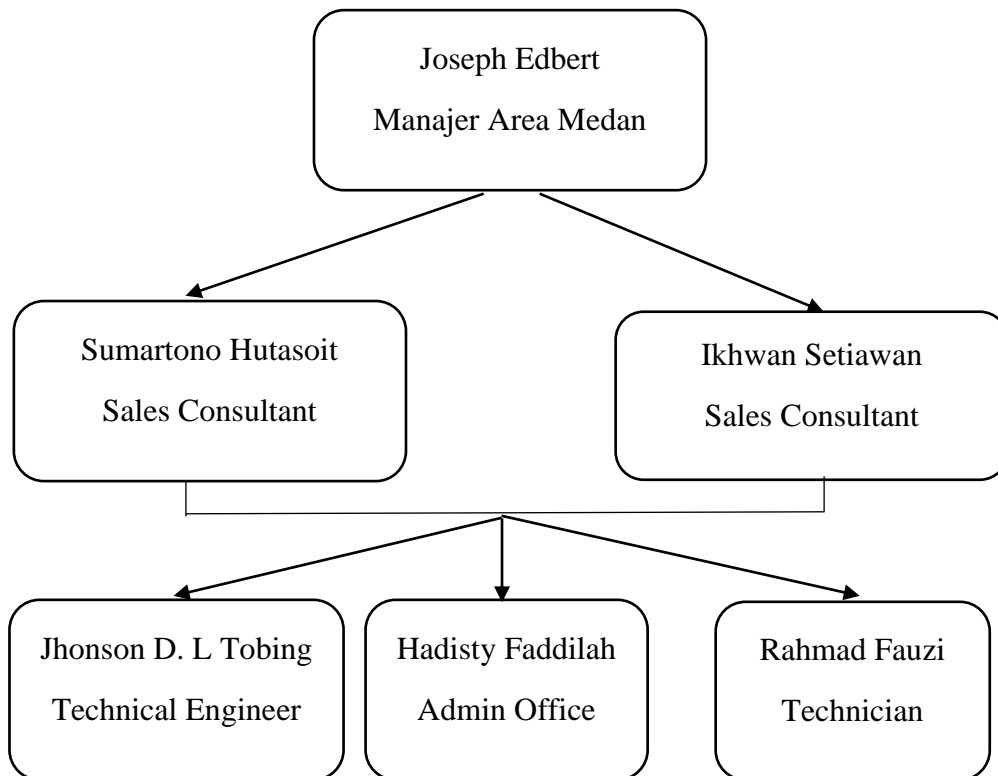 Joseph Edbert
Manajer Area Medan
Sumartono Hutasoit
Sales Consultant
Ikhwan Setiawan
Sales Consultant
Jhonson D. L Tobing
Technical Engineer
Hadisty Faddilah
Admin Office
Rahmad Fauzi
Technician